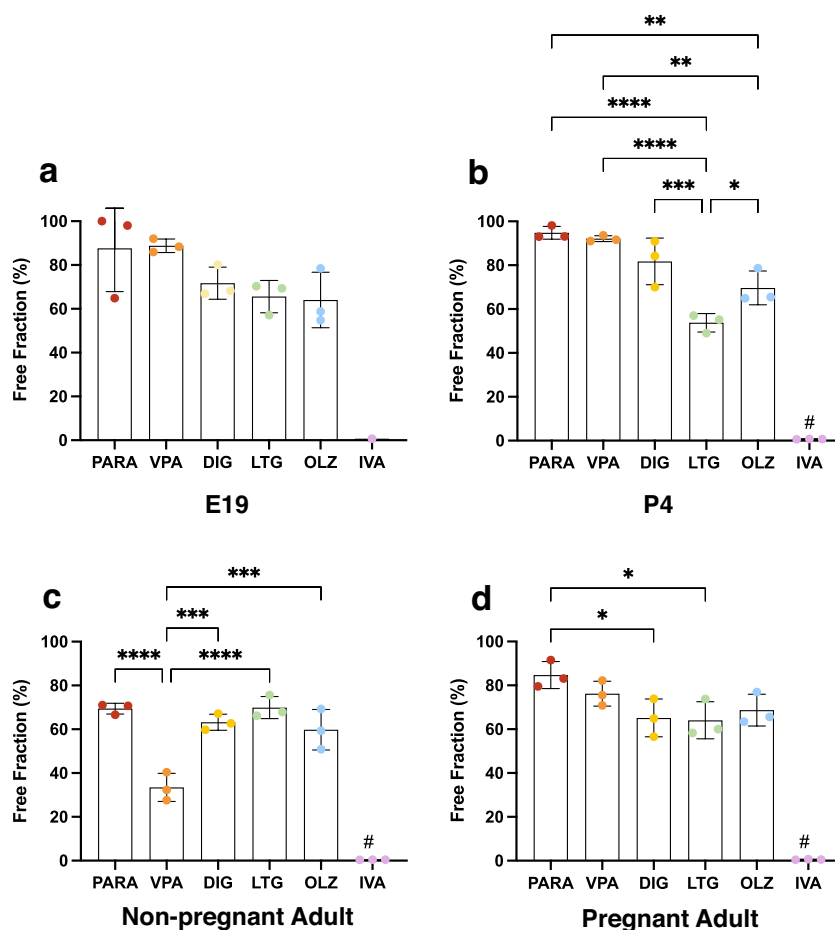 a
Free Fraction (%)
100
80
60
40
20
0
PARA VPA DIG LTG OLZ IVA
E19
b
**
**
****
****
*** *
Free Fraction (%)
100
80
60
40
20
0
#
PARA VPA DIG LTG OLZ IVA
P4
c
***
***
**** ****
Free Fraction (%)
100
80
60
40
20
0
#
PARA VPA DIG LTG OLZ IVA
Non-pregnant Adult
d
*
*
Free Fraction (%)
100
80
60
40
20
0
#
PARA VPA DIG LTG OLZ IVA
Pregnant Adult